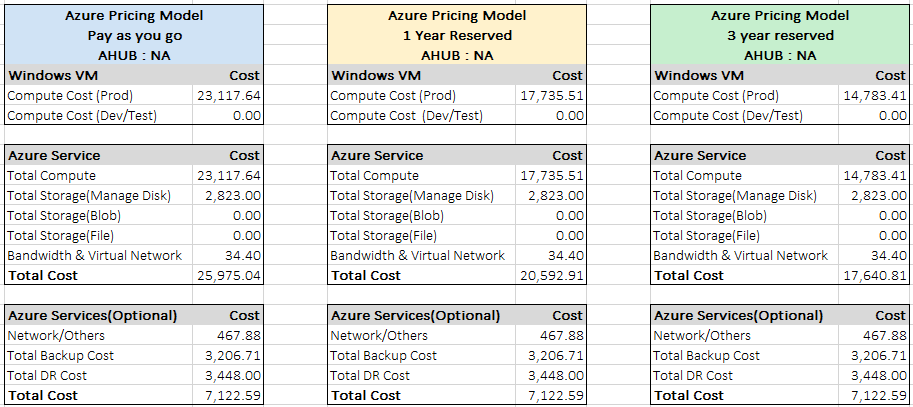 Azure Pricing Model
Pay as you go
AHUB : NA
Windows VM Cost
Compute Cost (Prod) 23,117.64
Compute Cost (Dev/Test) 0.00
Azure Service Cost
Total Compute 23,117.64
Total Storage(Manage Disk) 2,823.00
Total Storage(Blob) 0.00
Total Storage(File) 0.00
Bandwidth & Virtual Network 34.40
Total Cost 25,975.04
Azure Services(Optional) Cost
Network/Others 467.88
Total Backup Cost 3,206.71
Total DR Cost 3,448.00
Total Cost 7,122.59
Azure Pricing Model
1 Year Reserved
AHUB : NA
Windows VM Cost
Compute Cost (Prod) 17,735.51
Compute Cost (Dev/Test) 0.00
Azure Service Cost
Total Compute 17,735.51
Total Storage(Manage Disk) 2,823.00
Total Storage(Blob) 0.00
Total Storage(File) 0.00
Bandwidth & Virtual Network 34.40
Total Cost 20,592.91
Azure Services(Optional) Cost
Network/Others 467.88
Total Backup Cost 3,206.71
Total DR Cost 3,448.00
Total Cost 7,122.59
Azure Pricing Model
3 year reserved
AHUB : NA
Windows VM Cost
Compute Cost (Prod) 14,783.41
Compute Cost (Dev/Test) 0.00
Azure Service Cost
Total Compute 14,783.41
Total Storage(Manage Disk) 2,823.00
Total Storage(Blob) 0.00
Total Storage(File) 0.00
Bandwidth & Virtual Network 34.40
Total Cost 17,640.81
Azure Services(Optional) Cost
Network/Others 467.88
Total Backup Cost 3,206.71
Total DR Cost 3,448.00
Total Cost 7,122.59